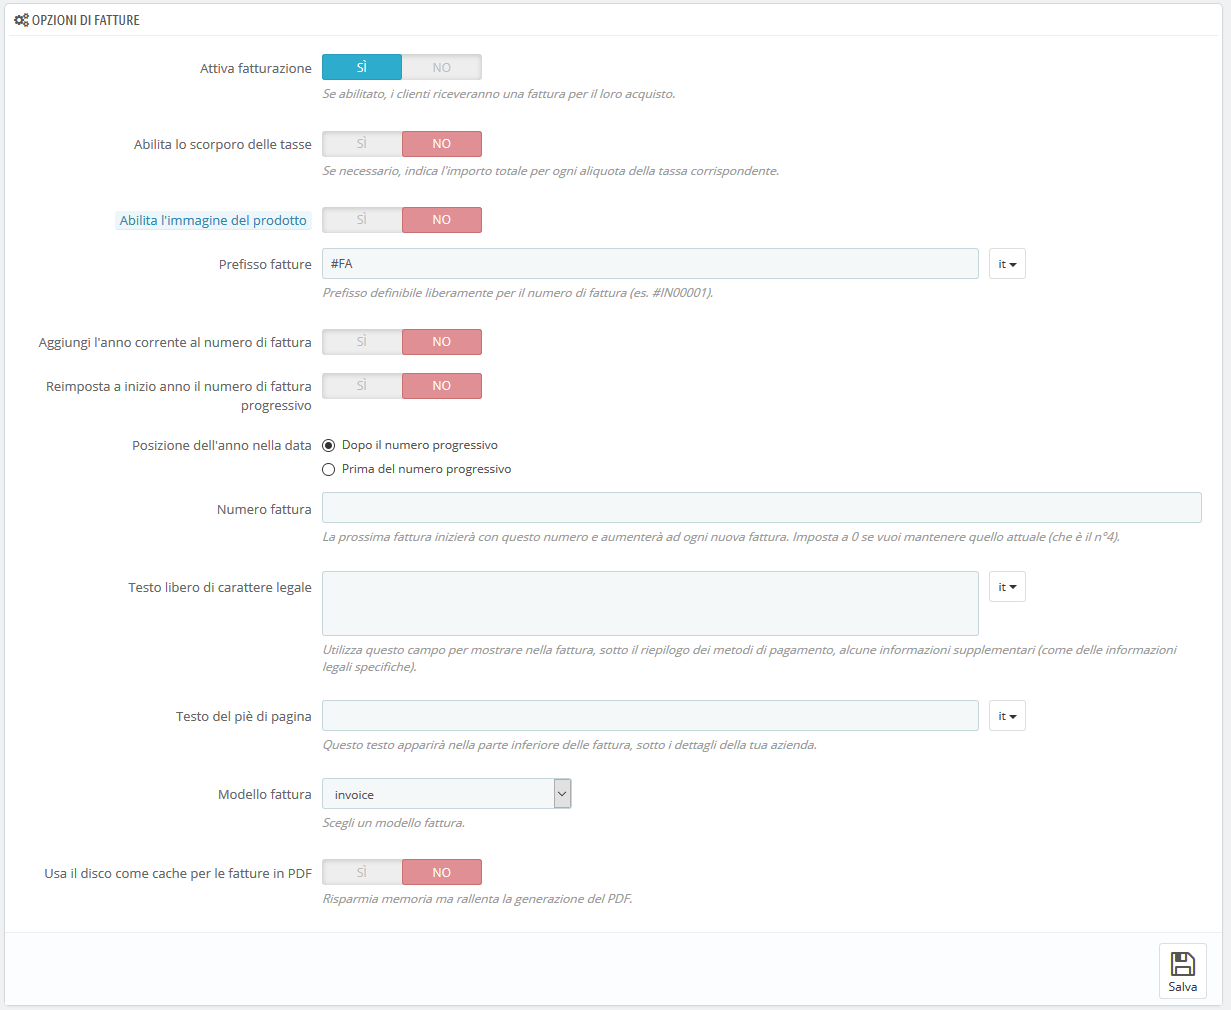 OPZIONI DI FATTURE
Attiva fatturazione
SÌ NO
Se abilitato, i clienti riceveranno una fattura per il loro acquisto.
Abilita lo scorporo delle tasse
SÌ NO
Se necessario, indica l'importo totale per ogni aliquota della tassa corrispondente.
Abilita l'immagine del prodotto
SÌ NO
Prefisso fatture
#FA
it
Prefisso definibile liberamente per il numero di fattura (es. #IN00001).
Aggiungi l'anno corrente al numero di fattura
SÌ NO
Reimposta a inizio anno il numero di fattura
progressivo
SÌ NO
Posizione dell'anno nella data
Dopo il numero progressivo
Prima del numero progressivo
Numero fattura
La prossima fattura inizierà con questo numero e aumenterà ad ogni nuova fattura. Imposta a 0 se vuoi mantenere quello attuale (che è il n°4).
Testo libero di carattere legale
it
Utilizza questo campo per mostrare nella fattura, sotto il riepilogo dei metodi di pagamento, alcune informazioni supplementari (come delle informazioni
legali specifiche).
Testo del piè di pagina
it
Questo testo apparirà nella parte inferiore delle fattura, sotto i dettagli della tua azienda.
Modello fattura
invoice
Scegli un modello fattura.
Usa il disco come cache per le fatture in PDF
SÌ NO
Risparmia memoria ma rallenta la generazione del PDF.
Salva